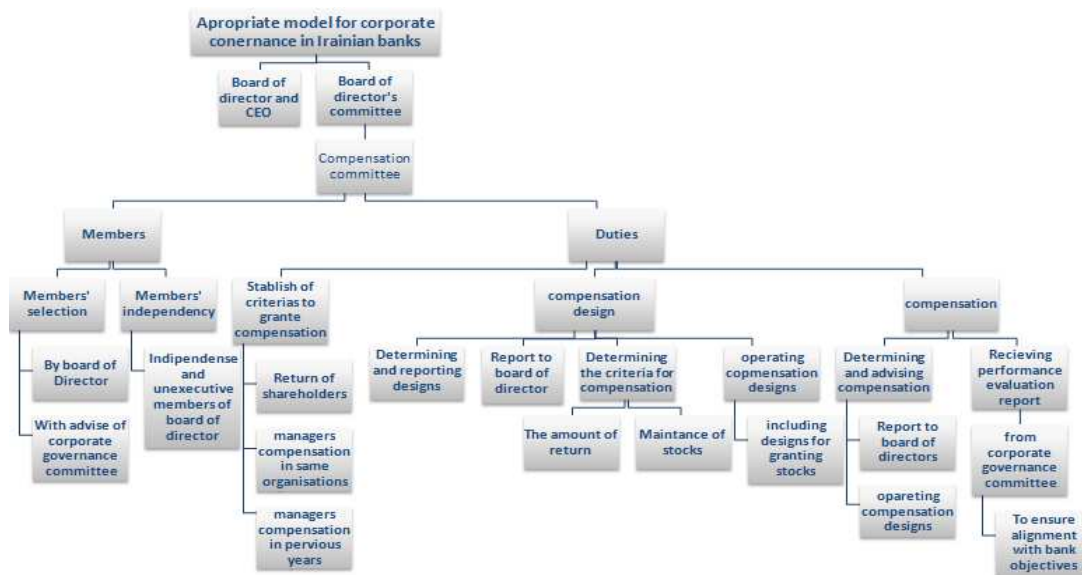 Apropriate model for corporate
conernance in Irainian banks
Board of
director and
CEO
Board of
director's
committee
Compensation
committee
Members
Duties
Members'
selection
Members'
independency
Stablish of
criterias to
grante
compensation
compensation
design
compensation
By board of
Director
Indipendense
and
unexecutive
members of
board of
director
With advise of
corporate
governance
committee
Return of
shareholders
managers
compensation
in same
organisations
managers
compensation
in pervious
years
Determining
and reporting
designs
Report to
board of
director
Determining
the criteria for
compensation
operating
copmensation
designs
The amount of
return
Maintance of
stocks
including
designs for
granting
stocks
Determining
and advising
compensation
Recieving
performance
evaluation
report
Report to
board of
directors
opareting
compensation
designs
from
corporate
governance
committee
To ensure
alignment
with bank
objectives